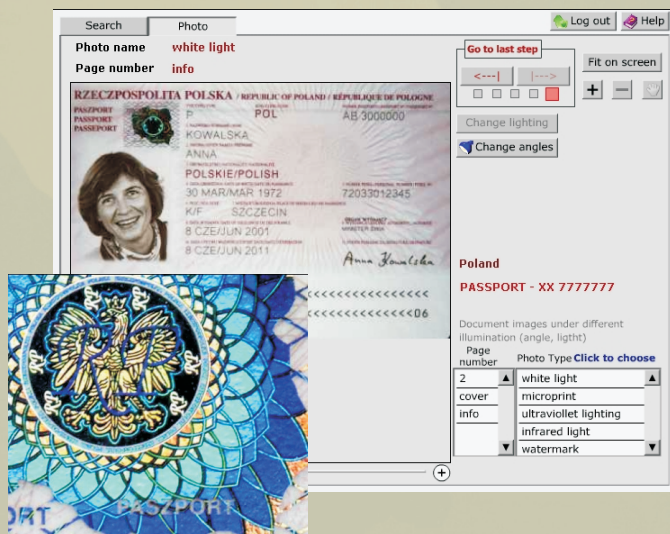 Search Photo Log out Help
Photo name white light
Page number info
Go to last step
<---| |--->
Fit on screen
Change lighting
Change angles
RZECZPOSPOLITA POLSKA / REPUBLIC OF POLAND / RÉPUBLIQUE DE POLOGNE
PASZPORT
PASSPORT
PASSEPORT
P POL AB 3000000
KOWALSKA
ANNA
POLSKIE/POLISH
30 MAR/MAR 1972 72033012345
K/F SZCZECIN
8 CZE/JUN 2001
8 CZE/JUN 2011
Anna Kowalska
<<<<<<<<<<<<<<<<<
<<<<<<<<<<<<<<<06
Poland
PASSPORT - XX 7777777
Document images under different
illumination (angle, ligtht)
Page
number
Photo Type Click to choose
2
cover
info
white light
microprint
ultraviollet lighting
infrared light
watermark
RP
PASZPORT
ORT